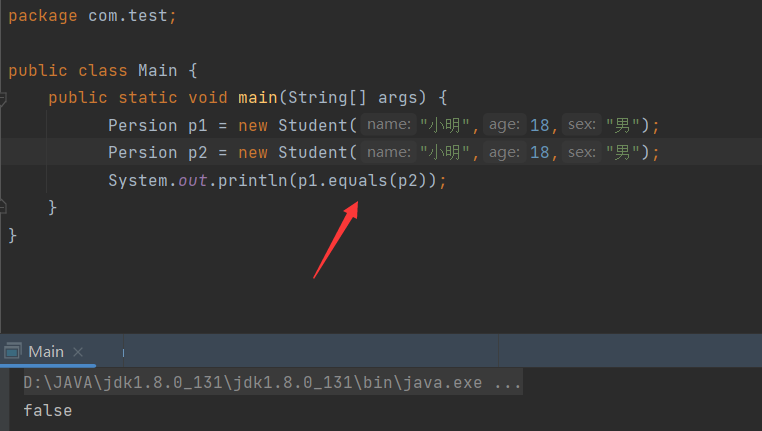 package com.test;
public class Main {
public static void main(String[] args) {
Persion p1 = new Student( name: "小明", age: 18, sex: "男");
Persion p2 = new Student( name: "小明", age: 18, sex: "男");
System.out.println(p1.equals(p2));
}
}
Main ×
D:\JAVA\jdk1.8.0_131\jdk1.8.0_131\bin\java.exe ...
false